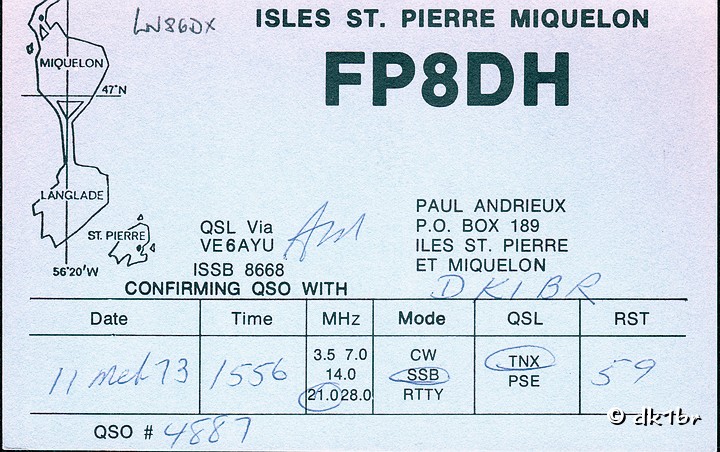 LN86DX
ISLES ST. PIERRE MIQUELON
FP8DH
MIQUELON
47°N
LANGLADE
ST. PIERRE
56°20'W
QSL Via
VE6AYU
ISSB 8668
PAUL ANDRIEUX
P.O. BOX 189
ILES ST. PIERRE
ET MIQUELON
CONFIRMING QSO WITH DK1BR
Date Time MHz Mode QSL RST
3.5 7.0 CW TNX
11 73 1556 14.0 SSB 59
21.0 28.0 RTTY PSE
QSO # 4887
© dk1br